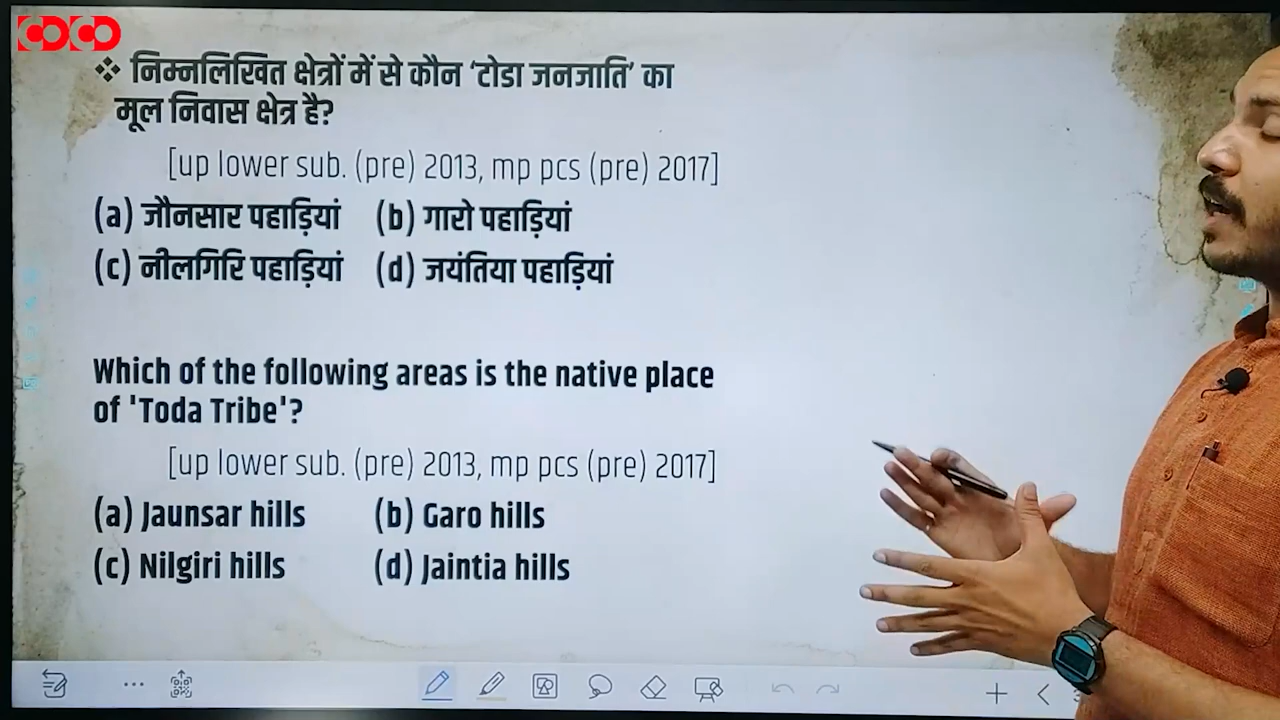 COCO
❖ निम्नलिखित क्षेत्रों में से कौन ‘टोडा जनजाति’ का
मूल निवास क्षेत्र है?
[up lower sub. (pre) 2013, mp pcs (pre) 2017]
(a) जौनसार पहाड़ियां (b) गारो पहाड़ियां
(c) नीलगिरि पहाड़ियां (d) जयंतिया पहाड़ियां
Which of the following areas is the native place
of 'Toda Tribe'?
[up lower sub. (pre) 2013, mp pcs (pre) 2017]
(a) Jaunsar hills (b) Garo hills
(c) Nilgiri hills (d) Jaintia hills